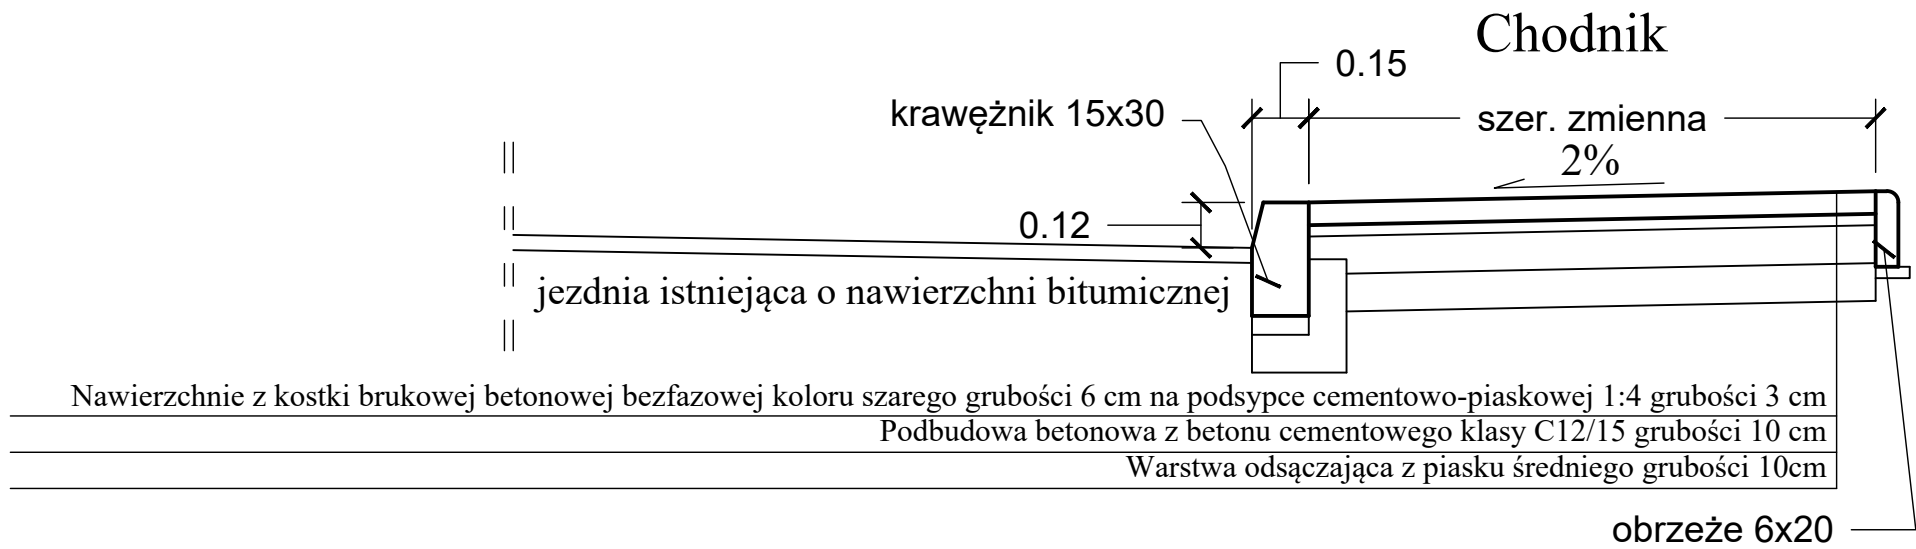 Chodnik
0.15
krawężnik 15x30
szer. zmienna
2%
0.12
jezdnia istniejąca o nawierzchni bitumicznej
Nawierzchnie z kostki brukowej betonowej bezfazowej koloru szarego grubości 6 cm na podsypce cementowo-piaskowej 1:4 grubości 3 cm
Podbudowa betonowa z betonu cementowego klasy C12/15 grubości 10 cm
Warstwa odsączająca z piasku średniego grubości 10cm
obrzeże 6x20